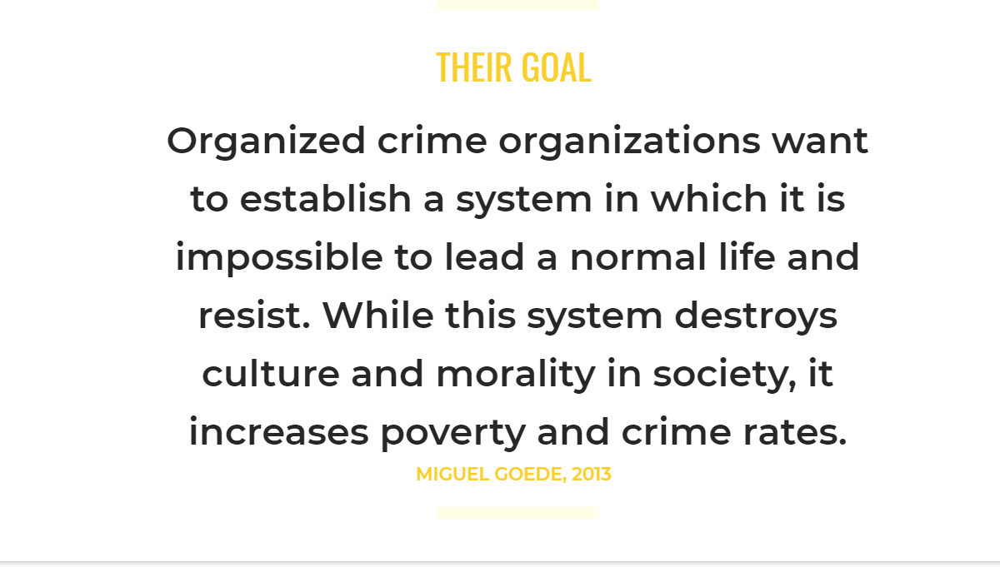 THEIR GOAL
Organized crime organizations want
to establish a system in which it is
impossible to lead a normal life and
resist. While this system destroys
culture and morality in society, it
increases poverty and crime rates.
MIGUEL GOEDE, 2013